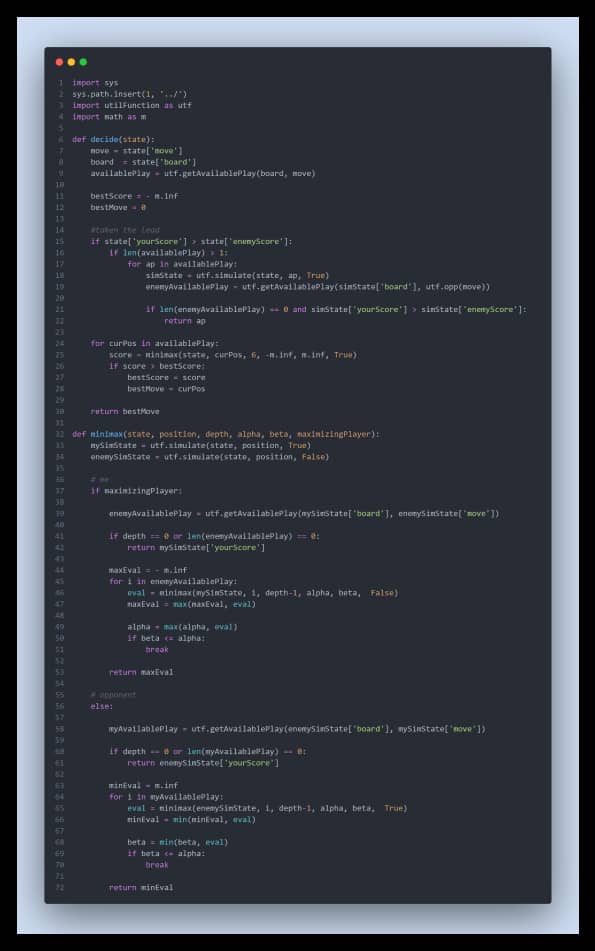 1 import sys
2 sys.path.insert(1, '../')
3 import utilFunction as utf
4 import math as m
5
6 def decide(state):
7     move = state['move']
8     board  = state['board']
9     availablePlay = utf.getAvailablePlay(board, move)
10
11     bestScore = - m.inf
12     bestMove = 0
13
14     #taken the lead
15     if state['yourScore'] > state['enemyScore']:
16         if len(availablePlay) > 1:
17             for ap in availablePlay:
18                 simState = utf.simulate(state, ap, True)
19                 enemyAvailablePlay = utf.getAvailablePlay(simState['board'], utf.opp(move))
20
21                 if len(enemyAvailablePlay) == 0 and simState['yourScore'] > simState['enemyScore']:
22                     return ap
23
24     for curPos in availablePlay:
25         score = minimax(state, curPos, 6, -m.inf, m.inf, True)
26         if score > bestScore:
27             bestScore = score
28             bestMove = curPos
29
30     return bestMove
31
32 def minimax(state, position, depth, alpha, beta, maximizingPlayer):
33     mySimState = utf.simulate(state, position, True)
34     enemySimState = utf.simulate(state, position, False)
35
36     # me
37     if maximizingPlayer:
38
39         enemyAvailablePlay = utf.getAvailablePlay(mySimState['board'], enemySimState['move'])
40
41         if depth == 0 or len(enemyAvailablePlay) == 0:
42             return mySimState['yourScore']
43
44         maxEval = - m.inf
45         for i in enemyAvailablePlay:
46             eval = minimax(mySimState, i, depth-1, alpha, beta,  False)
47             maxEval = max(maxEval, eval)
48
49             alpha = max(alpha, eval)
50             if beta <= alpha:
51                 break
52
53         return maxEval
54
55     # opponent
56     else:
57
58         myAvailablePlay = utf.getAvailablePlay(enemySimState['board'], mySimState['move'])
59
60         if depth == 0 or len(myAvailablePlay) == 0:
61             return enemySimState['yourScore']
62
63         minEval = m.inf
64         for i in myAvailablePlay:
65             eval = minimax(enemySimState, i, depth-1, alpha, beta,  True)
66             minEval = min(minEval, eval)
67
68             beta = min(beta, eval)
69             if beta <= alpha:
70                 break
71
72         return minEval